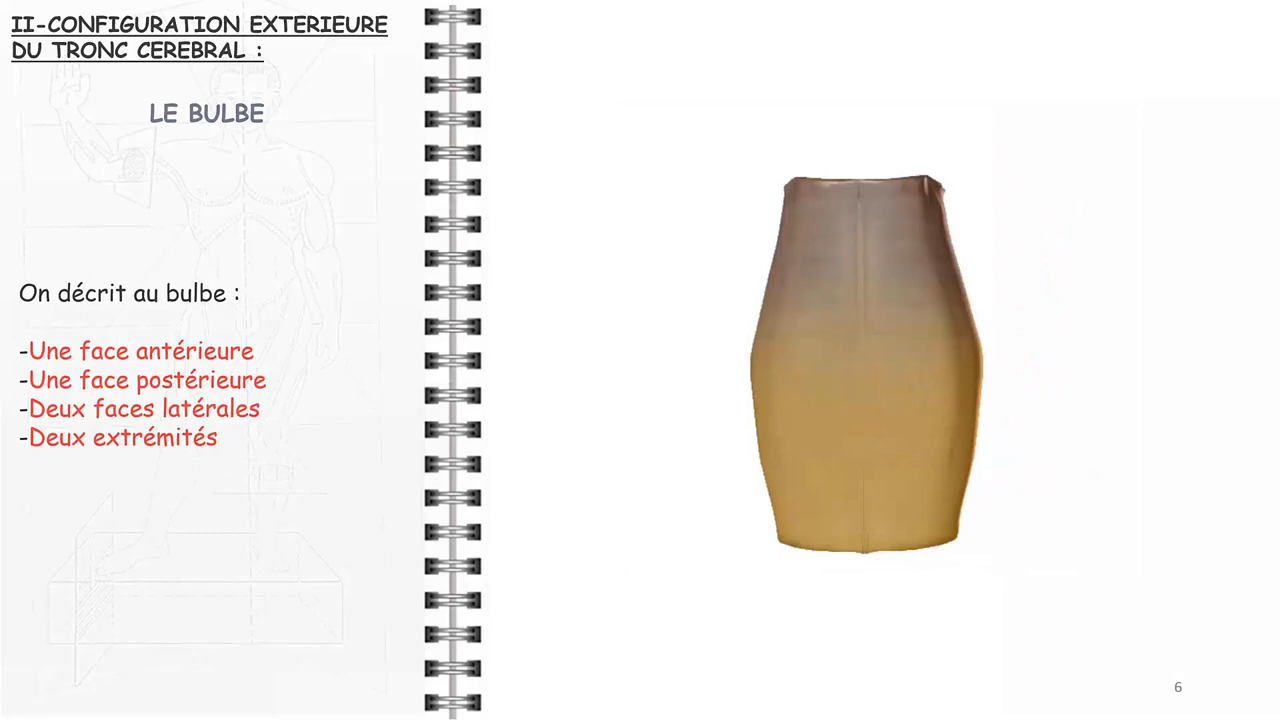 II-CONFIGURATION EXTERIEURE
DU TRONC CEREBRAL :
LE BULBE
On décrit au bulbe :
-Une face antérieure
-Une face postérieure
-Deux faces latérales
-Deux extrémités
6